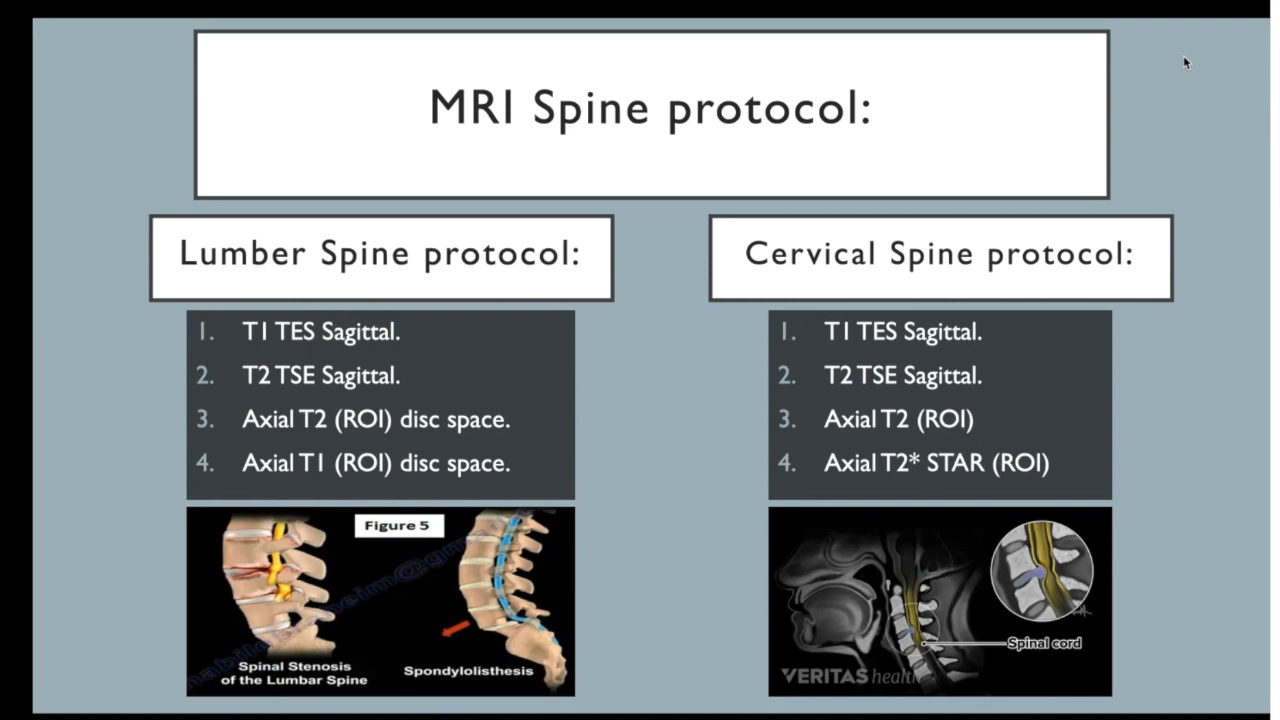 MRI Spine protocol:
Lumber Spine protocol:
1. T1 TES Sagittal.
2. T2 TSE Sagittal.
3. Axial T2 (ROI) disc space.
4. Axial T1 (ROI) disc space.
Figure 5
Spinal Stenosis
of the Lumbar Spine
Spondylolisthesis
Cervical Spine protocol:
1. T1 TES Sagittal.
2. T2 TSE Sagittal.
3. Axial T2 (ROI)
4. Axial T2* STAR (ROI)
Spinal cord
VERITAS health